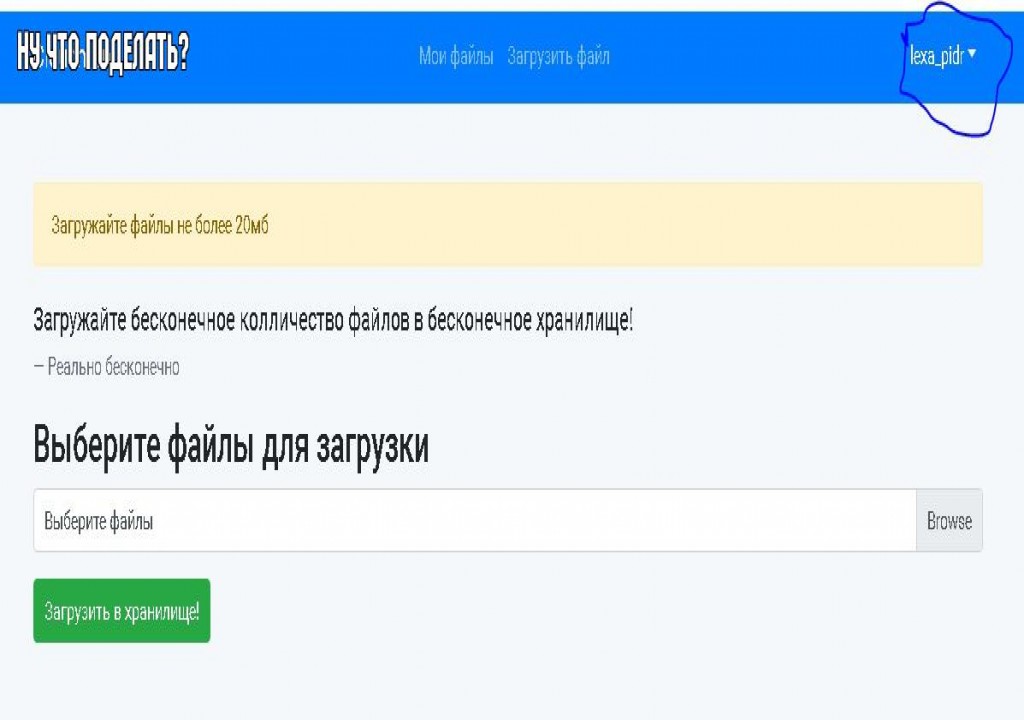 НУ ЧТО ПОДЕЛАТЬ?
Мои файлы Загрузить файл
lexa_pidr
Загружайте файлы не более 20мб
Загружайте бесконечное колличество файлов в бесконечное хранилище!
— Реально бесконечно
Выберите файлы для загрузки
Выберите файлы Browse
Загрузить в хранилище!